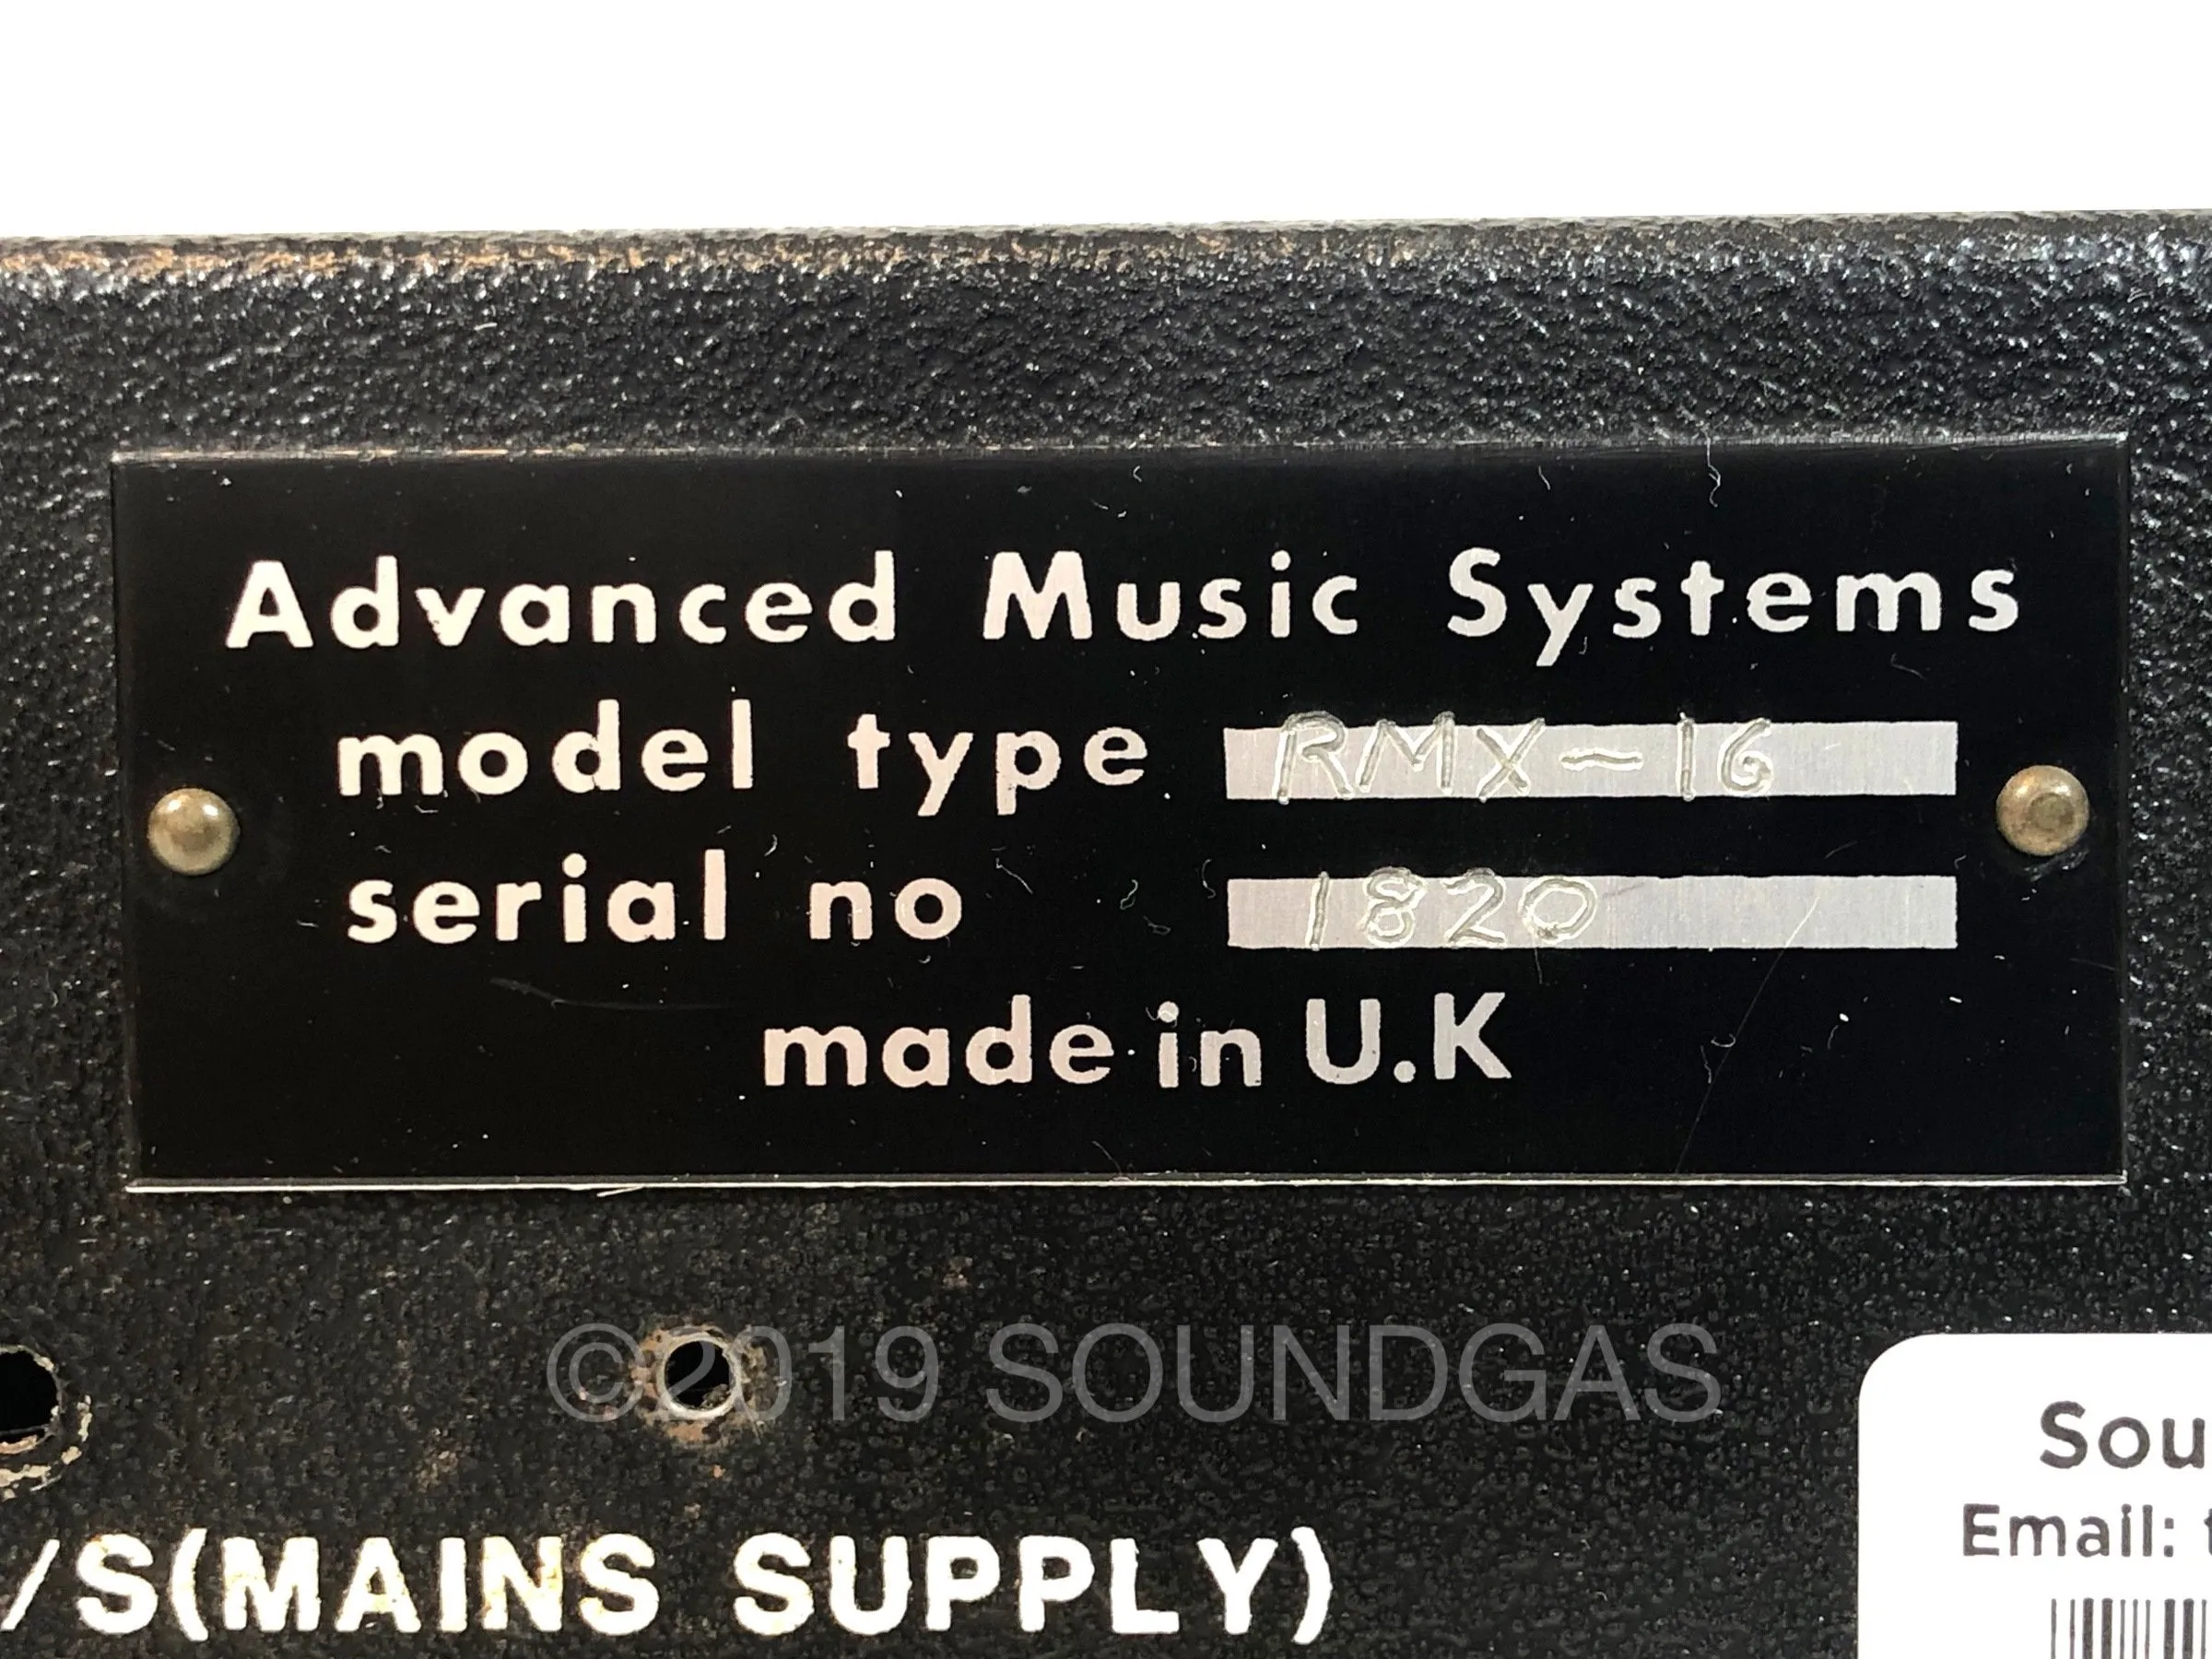 Advanced Music Systems
model type RMX-16
serial no 1820
made in U.K
©2019 SOUNDGAS
Sou
Email: t
/S(MAINS SUPPLY)